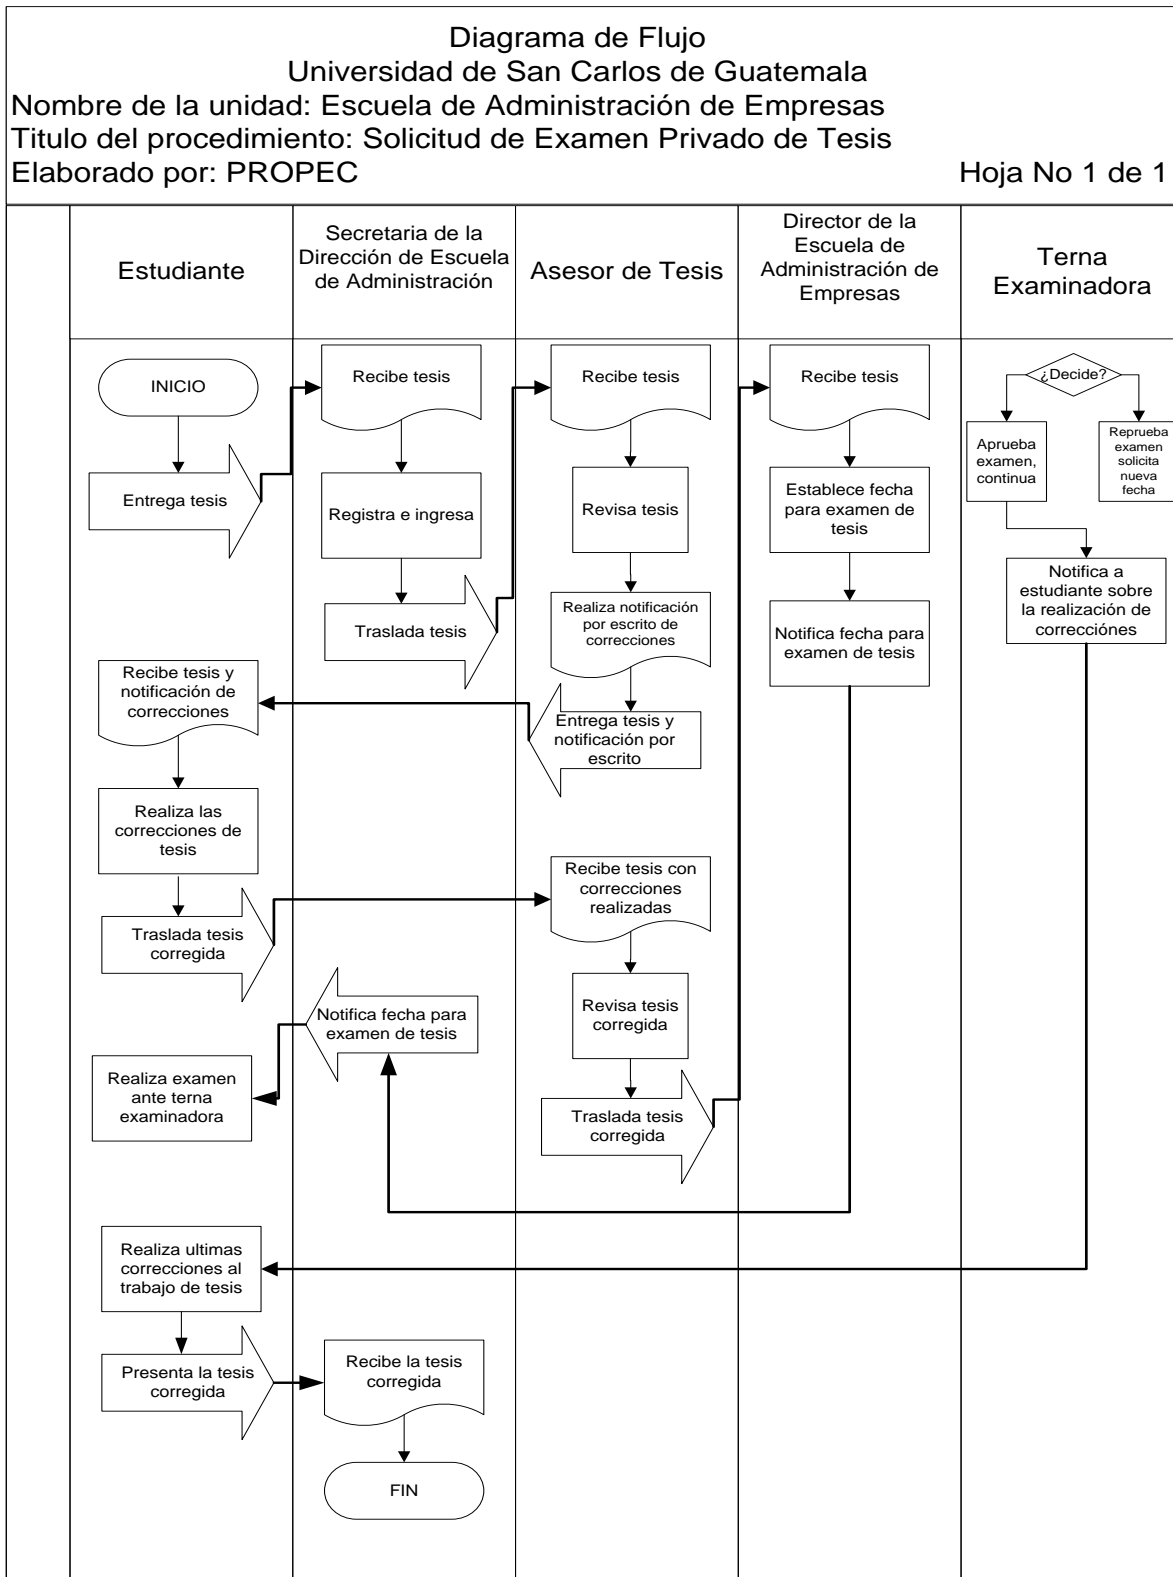 Diagrama de Flujo
Universidad de San Carlos de Guatemala
Nombre de la unidad: Escuela de Administración de Empresas
Titulo del procedimiento: Solicitud de Examen Privado de Tesis
Elaborado por: PROPEC
Hoja No 1 de 1
Estudiante
Secretaria de la
Dirección de Escuela
de Administración
Asesor de Tesis
Director de la
Escuela de
Administración de
Empresas
Terna
Examinadora
INICIO
Entrega tesis
Recibe tesis
Registra e ingresa
Traslada tesis
Recibe tesis
Revisa tesis
Realiza notificación
por escrito de
correcciones
Entrega tesis y
notificación por
escrito
Recibe tesis
Establece fecha
para examen de
tesis
Notifica fecha para
examen de tesis
¿Decide?
Aprueba
examen,
continua
Reprueba
examen
solicita
nueva
fecha
Notifica a
estudiante sobre
la realización de
correcciónes
Recibe tesis y
notificación de
correcciones
Realiza las
correcciones de
tesis
Traslada tesis
corregida
Recibe tesis con
correcciones
realizadas
Revisa tesis
corregida
Traslada tesis
corregida
Notifica fecha para
examen de tesis
Realiza examen
ante terna
examinadora
Realiza ultimas
correcciones al
trabajo de tesis
Presenta la tesis
corregida
Recibe la tesis
corregida
FIN